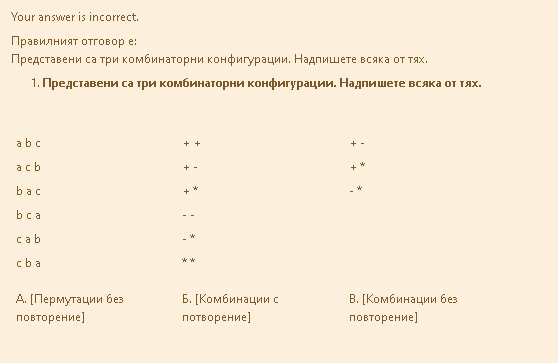 Your answer is incorrect.
Правилният отговор е:
Представени са три комбинаторни конфигурации. Надпишете всяка от тях.
1. Представени са три комбинаторни конфигурации. Надпишете всяка от тях.
a b c + + + -
a c b + - + *
b a c + * - *
b c a - -
c a b - *
c b a * *
А. [Пермутации без Б. [Комбинации с В. [Комбинации без
повторение] потворение] повторение]